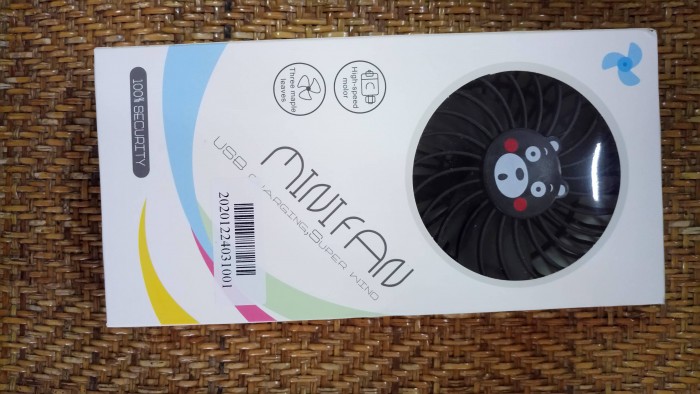 High-speed
motor
Three maple
leaves
MINIFAN
USB CHARGING,SUPER WIND
20201224031001
100% SECURITY